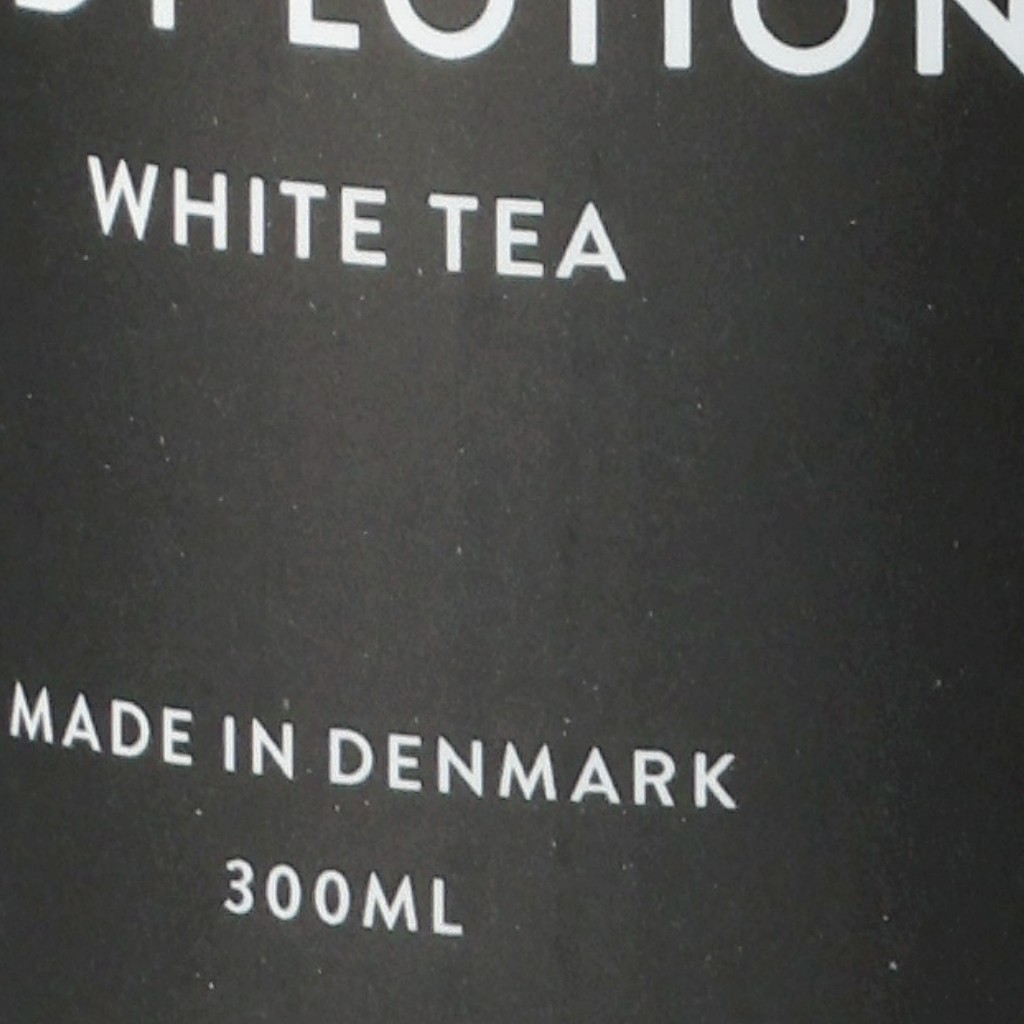 LOTION
WHITE TEA
MADE IN DENMARK
300ML